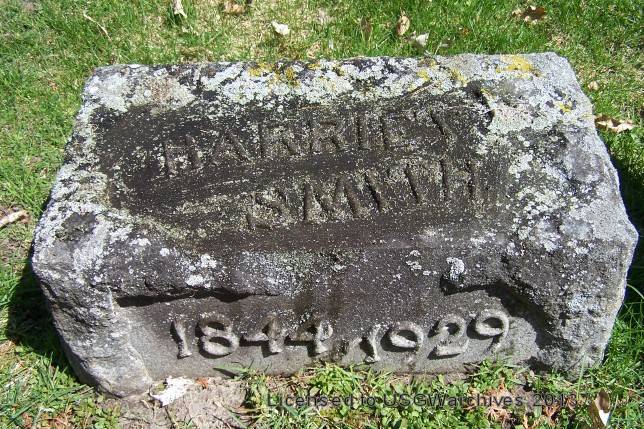 HARRIET
SMYTH
1844-1929
Licensed to USGWarchives 2013